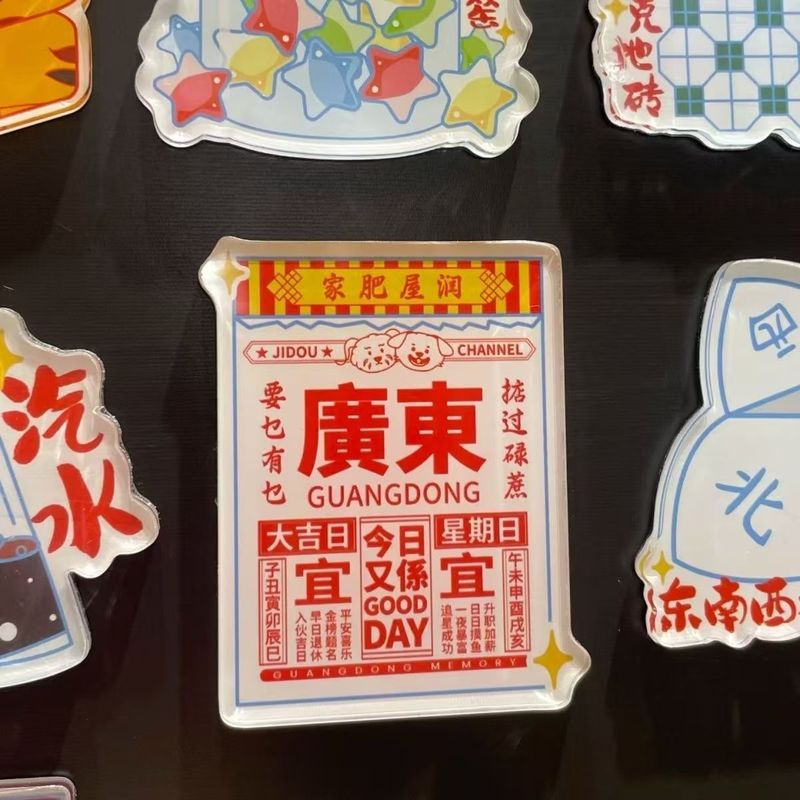 克地砖
家肥屋润
★ JIDOU ★ CHANNEL
要乜有乜
廣東
掂过碌蔗
GUANGDONG
大吉日
今日
又係
GOOD
DAY
星期日
子丑寅卯辰巳
宜
平安喜乐
金榜题名
早日退休
入伙吉日
宜
升职加薪
日日摸鱼
一夜暴富
追星成功
午未申酉戌亥
GUANGDONG MEMORY
汽水
北
东南西